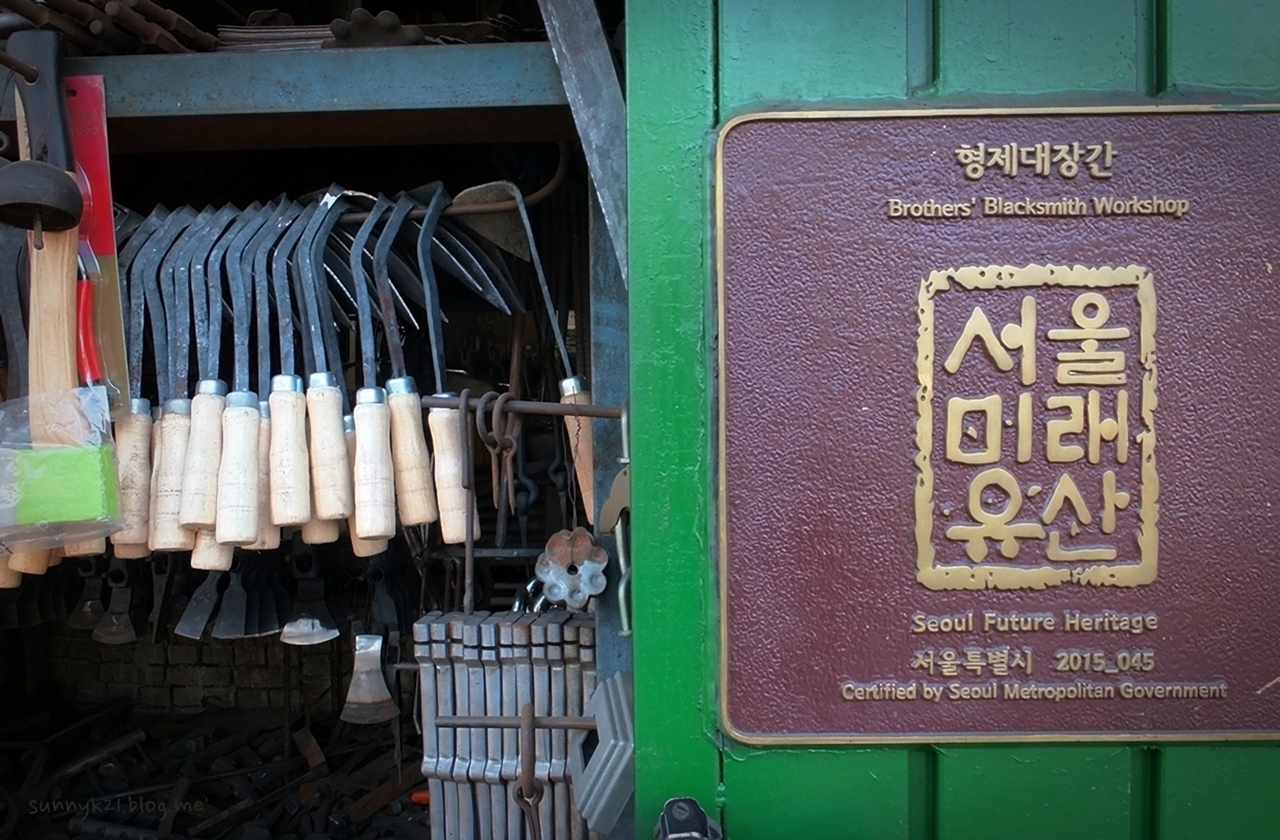 형제대장간
Brothers' Blacksmith Workshop
서울
미래
유산
Seoul Future Heritage
서울특별시 2015_045
Certified by Seoul Metropolitan Government
sunnyk21.blog.me